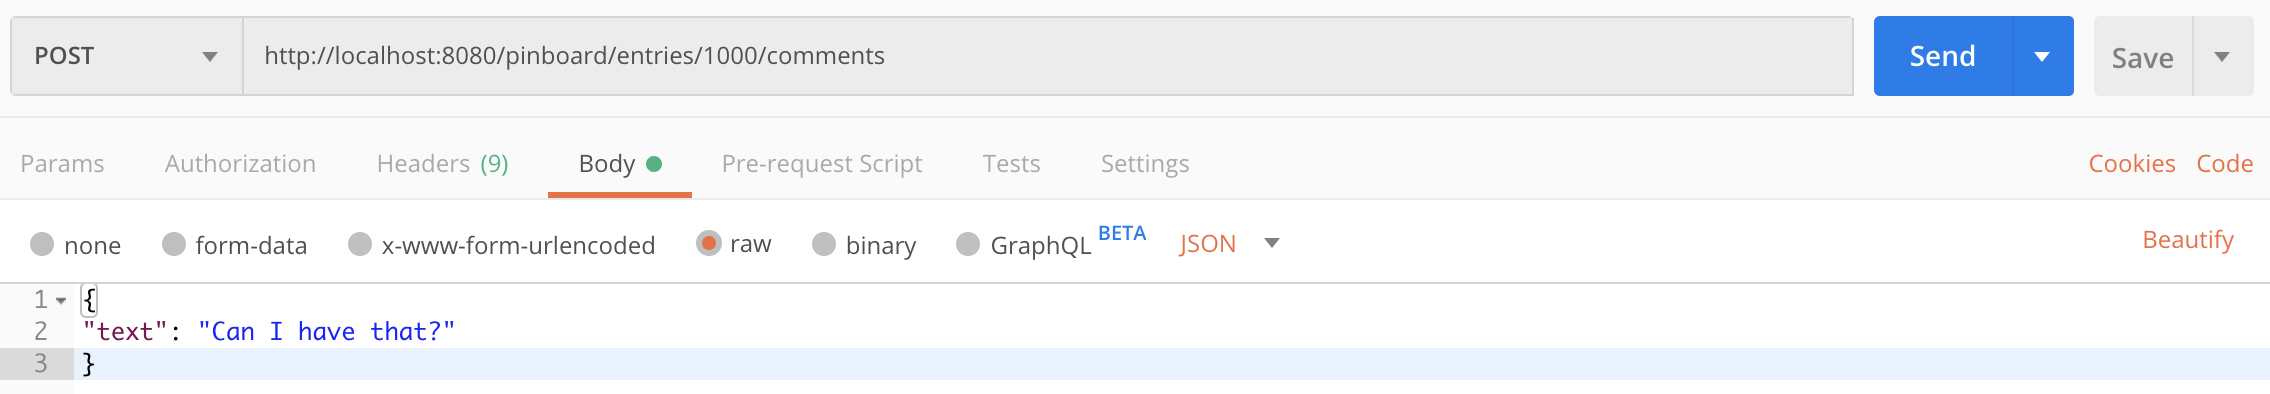 POST http://localhost:8080/pinboard/entries/1000/comments Send Save
Params Authorization Headers (9) Body Pre-request Script Tests Settings Cookies Code
none form-data x-www-form-urlencoded raw binary GraphQL BETA JSON Beautify
1 {
2 "text": "Can I have that?"
3 }